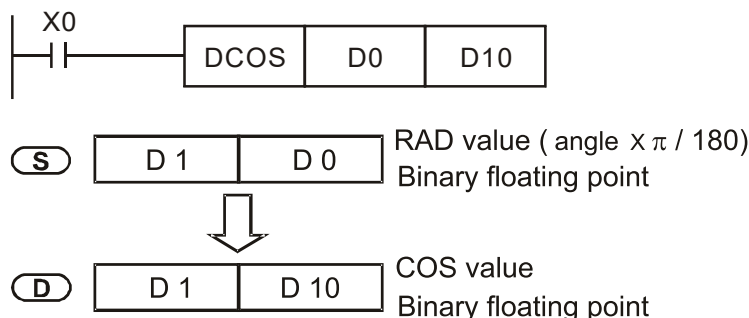 X0
DCOS D0 D10
S D 1 D 0 RAD value ( angle x π / 180)
Binary floating point
D D 1 D 10 COS value
Binary floating point